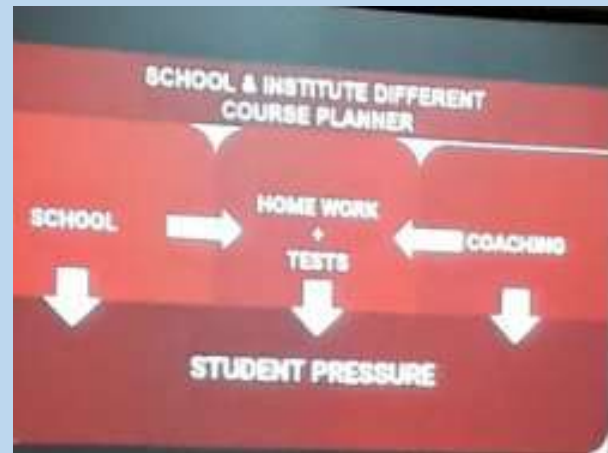 SCHOOL & INSTITUTE DIFFERENT
COURSE PLANNER
SCHOOL
HOME WORK
+
TESTS
COACHING
STUDENT PRESSURE